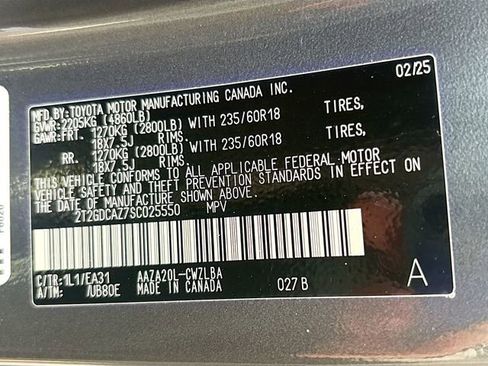 02/25
MFD.BY:TOYOTA MOTOR MANUFACTURING CANADA INC.
GVWR:2205KG (4860LB)
GAWR:FRT. 1270KG (2800LB) WITH 235/60R18 TIRES,
18X7.5J RIMS,
RR. 1270KG (2800LB) WITH 235/60R18 TIRES,
18X7.5J RIMS.
THIS VEHICLE CONFORMS TO ALL APPLICABLE FEDERAL MOTOR
VEHICLE SAFETY AND THEFT PREVENTION STANDARDS IN EFFECT ON
THE DATE OF MANUFACTURE SHOWN ABOVE.
2T2GDCAZ7SC025550 MPV
C/TR:1L1/EA31 AAZA20L-CWZLBA
A/TM: /UB80E MADE IN CANADA 027B A